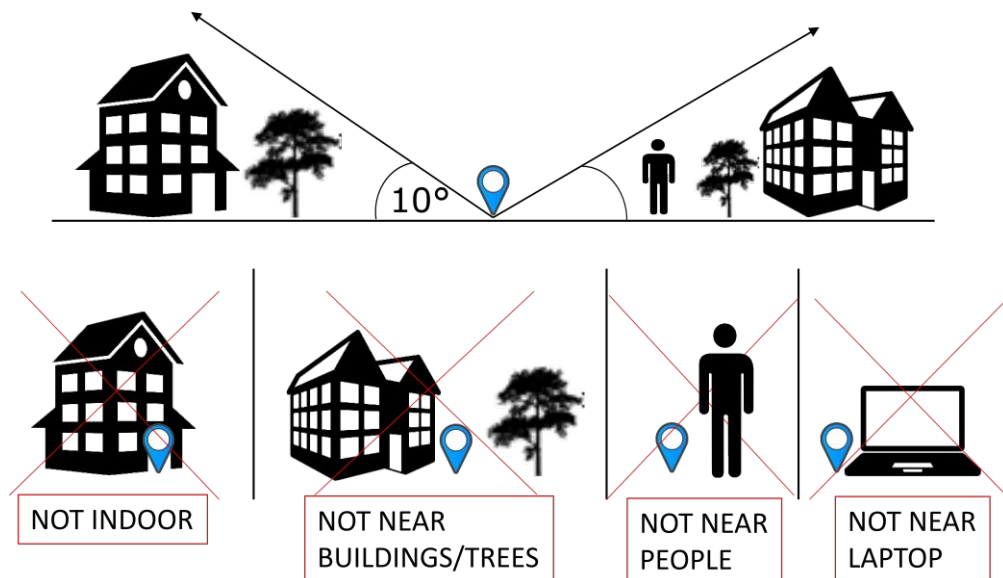 10°
NOT INDOOR
NOT NEAR
BUILDINGS/TREES
NOT NEAR
PEOPLE
NOT NEAR
LAPTOP